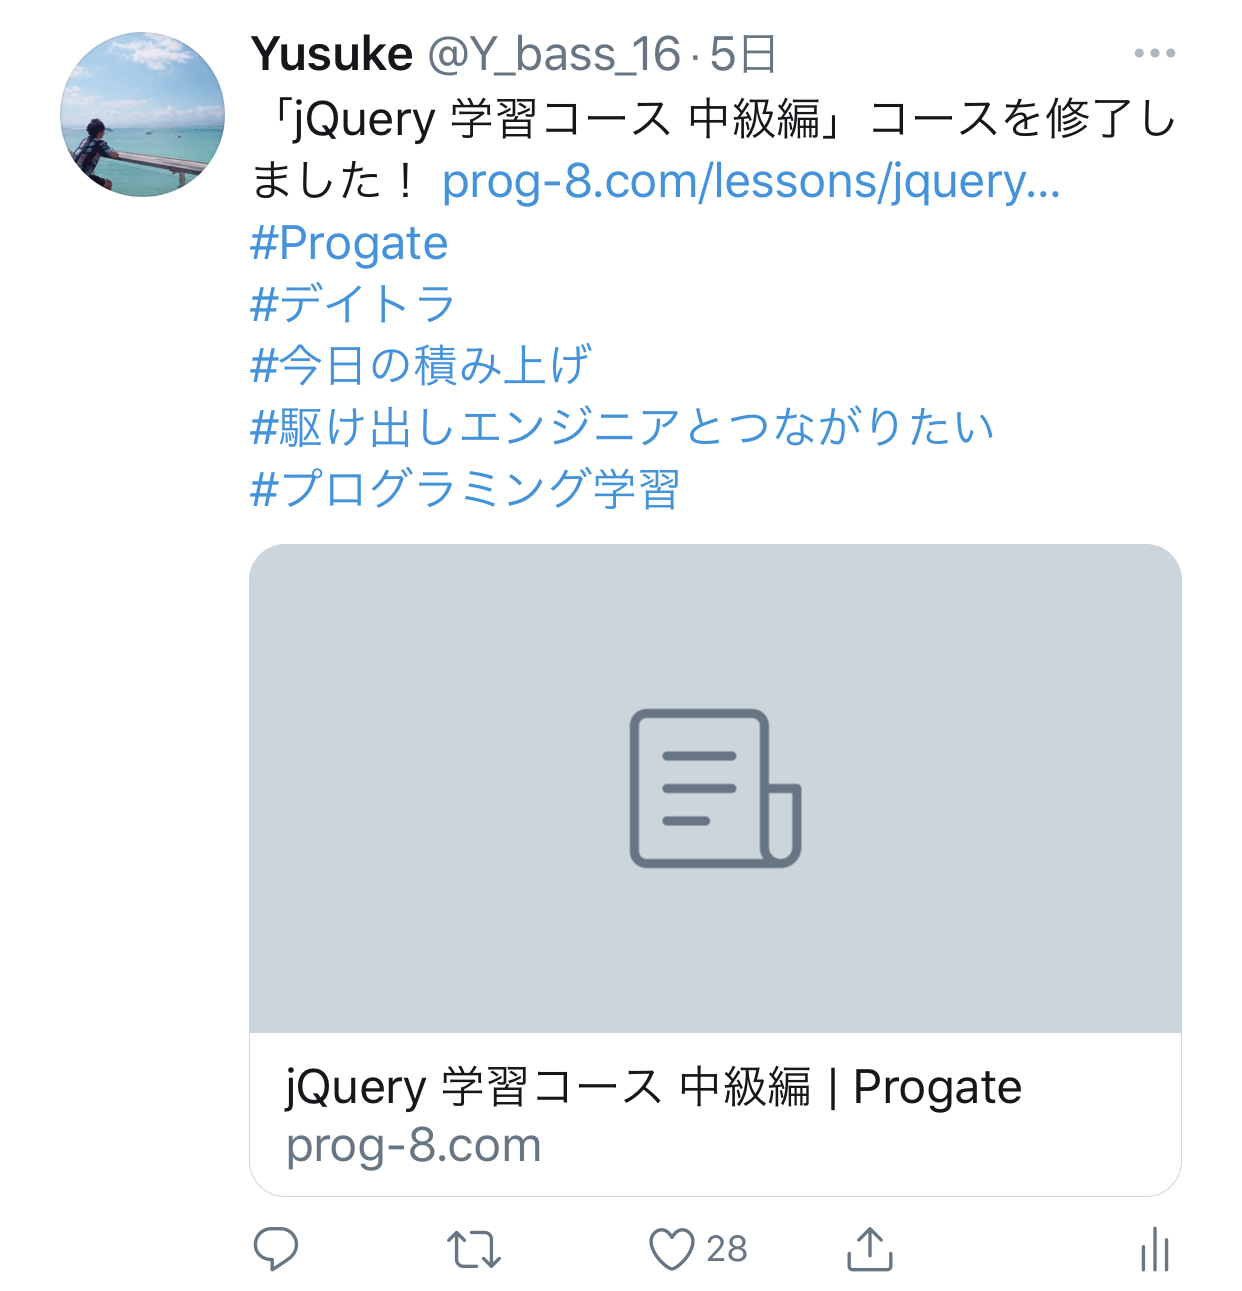 Yusuke @Y_bass_16·5日
「jQuery 学習コース 中級編」コースを修了し
ました！ prog-8.com/lessons/jquery…
#Progate
#デイトラ
#今日の積み上げ
#駆け出しエンジニアとつながりたい
#プログラミング学習
jQuery 学習コース 中級編 | Progate
prog-8.com
28